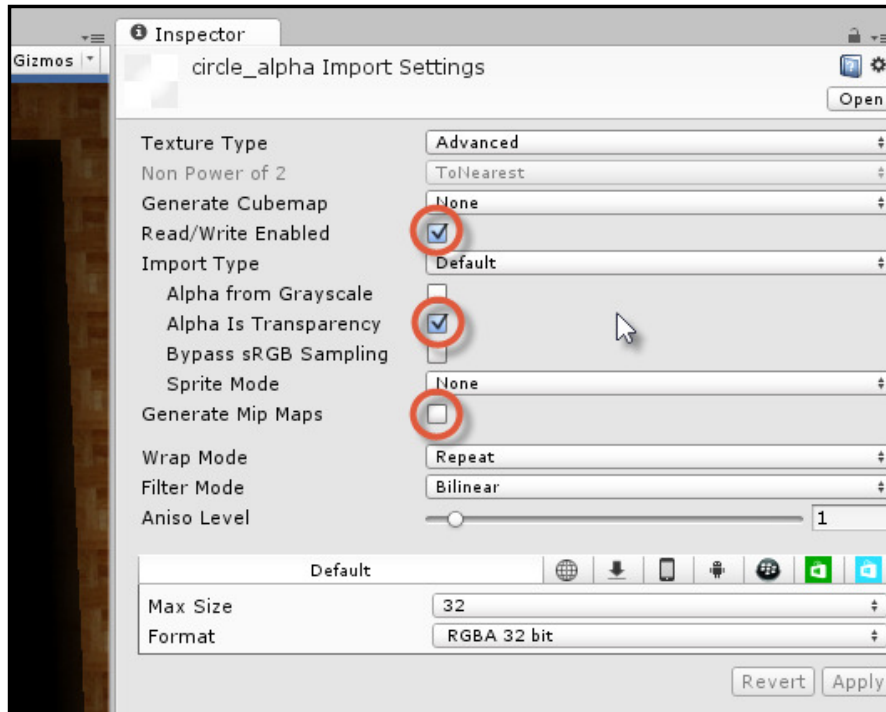 Inspector
Gizmos
circle_alpha Import Settings
Open
Texture Type Advanced
Non Power of 2 ToNearest
Generate Cubemap None
Read/Write Enabled
Import Type Default
Alpha from Grayscale
Alpha Is Transparency
Bypass sRGB Sampling
Sprite Mode None
Generate Mip Maps
Wrap Mode Repeat
Filter Mode Bilinear
Aniso Level 1
Default
Max Size 32
Format RGBA 32 bit
Revert Apply